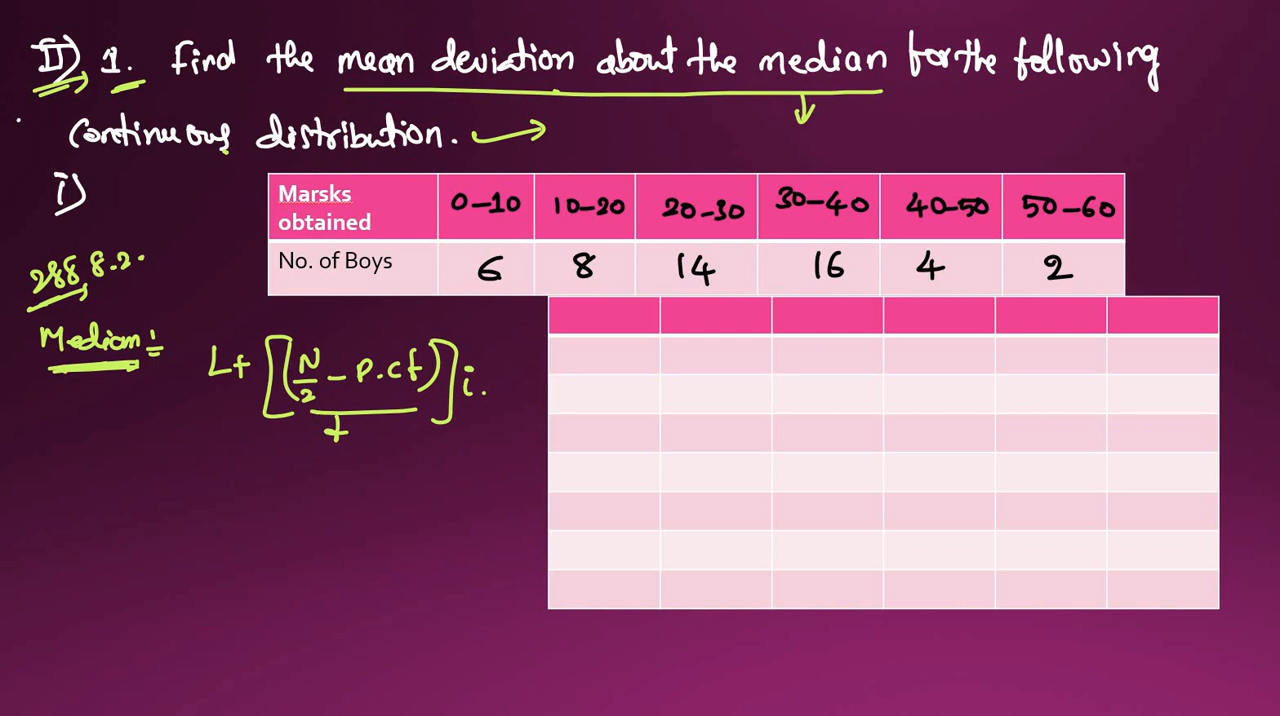 II) 1. Find the mean deviation about the median for the following
continuous distribution.
i)
Marsks obtained 0-10 10-20 20-30 30-40 40-50 50-60
No. of Boys 6 8 14 16 4 2
8.2.
Median:
L+ [(N/2 - P.cf)/f] i.